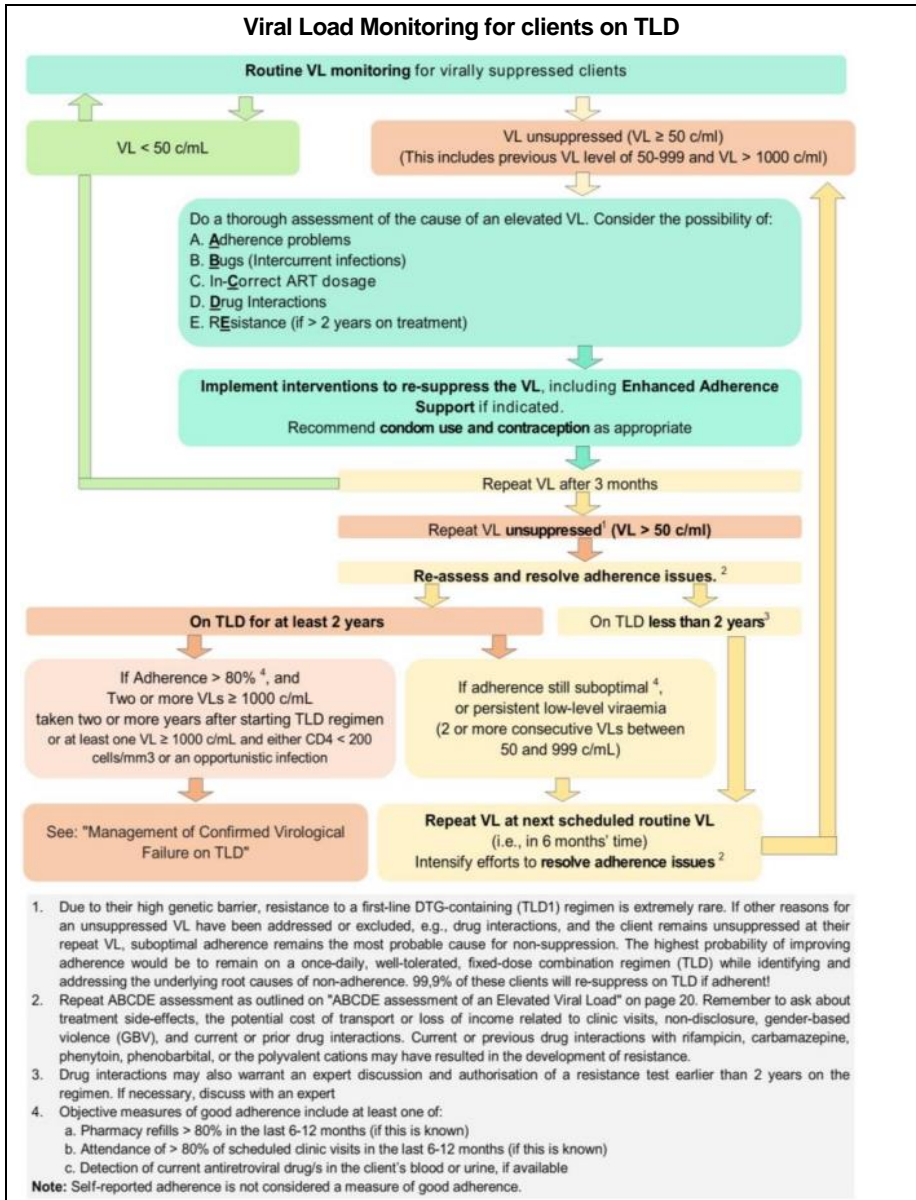 Viral Load Monitoring for clients on TLD
Routine VL monitoring for virally suppressed clients
VL < 50 c/mL
VL unsuppressed (VL ≥ 50 c/ml)
(This includes previous VL level of 50-999 and VL > 1000 c/ml)
Do a thorough assessment of the cause of an elevated VL. Consider the possibility of:
A. Adherence problems
B. Bugs (Intercurrent infections)
C. In-Correct ART dosage
D. Drug Interactions
E. REsistance (if > 2 years on treatment)
Implement interventions to re-suppress the VL, including Enhanced Adherence
Support if indicated.
Recommend condom use and contraception as appropriate
Repeat VL after 3 months
Repeat VL unsuppressed¹ (VL > 50 c/ml)
Re-assess and resolve adherence issues. ²
On TLD for at least 2 years
On TLD less than 2 years³
If Adherence > 80% ⁴, and
Two or more VLs ≥ 1000 c/mL
taken two or more years after starting TLD regimen
or at least one VL ≥ 1000 c/mL and either CD4 < 200
cells/mm3 or an opportunistic infection
If adherence still suboptimal ⁴,
or persistent low-level viraemia
(2 or more consecutive VLs between
50 and 999 c/mL)
See: "Management of Confirmed Virological
Failure on TLD"
Repeat VL at next scheduled routine VL
(i.e., in 6 months' time)
Intensify efforts to resolve adherence issues ²
1. Due to their high genetic barrier, resistance to a first-line DTG-containing (TLD1) regimen is extremely rare. If other reasons for
an unsuppressed VL have been addressed or excluded, e.g., drug interactions, and the client remains unsuppressed at their
repeat VL, suboptimal adherence remains the most probable cause for non-suppression. The highest probability of improving
adherence would be to remain on a once-daily, well-tolerated, fixed-dose combination regimen (TLD) while identifying and
addressing the underlying root causes of non-adherence. 99,9% of these clients will re-suppress on TLD if adherent!
2. Repeat ABCDE assessment as outlined on "ABCDE assessment of an Elevated Viral Load" on page 20. Remember to ask about
treatment side-effects, the potential cost of transport or loss of income related to clinic visits, non-disclosure, gender-based
violence (GBV), and current or prior drug interactions. Current or previous drug interactions with rifampicin, carbamazepine,
phenytoin, phenobarbital, or the polyvalent cations may have resulted in the development of resistance.
3. Drug interactions may also warrant an expert discussion and authorisation of a resistance test earlier than 2 years on the
regimen. If necessary, discuss with an expert
4. Objective measures of good adherence include at least one of:
a. Pharmacy refills > 80% in the last 6-12 months (if this is known)
b. Attendance of > 80% of scheduled clinic visits in the last 6-12 months (if this is known)
c. Detection of current antiretroviral drug/s in the client's blood or urine, if available
Note: Self-reported adherence is not considered a measure of good adherence.